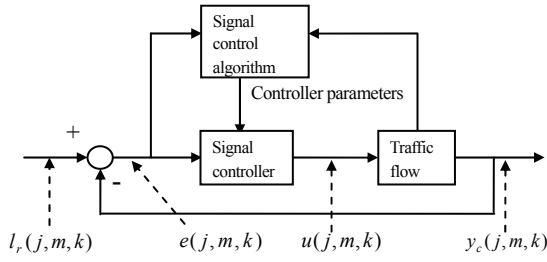 Signal
control
algorithm
Controller parameters
+
-
Signal
controller
Traffic
flow
l_r(j,m,k)
e(j,m,k)
u(j,m,k)
y_c(j,m,k)